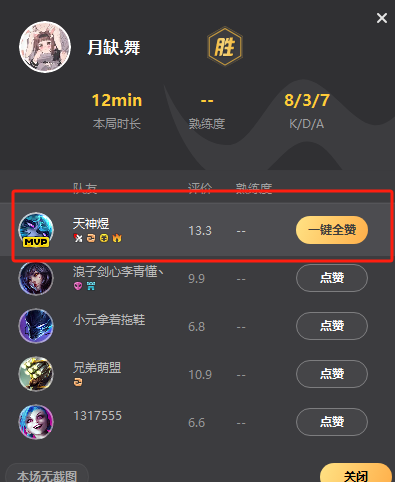 月缺.舞
胜
12min
--
8/3/7
本局时长
熟练度
K/D/A
队友
评价
熟练度
天神煜
MVP
13.3
--
一键全赞
浪子剑心李青懂丶
9.9
--
点赞
小元拿着拖鞋
6.8
--
点赞
兄弟萌盟
10.9
--
点赞
1317555
6.6
--
点赞
本场无截图
关闭